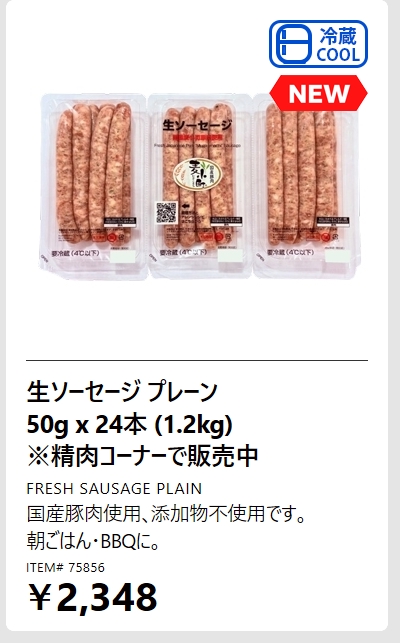 冷蔵
COOL
NEW
生ソーセージ
要冷蔵(4℃以下)
要冷蔵(4℃以下)
要冷蔵(4℃以下)
生ソーセージ プレーン
50g x 24本 (1.2kg)
※精肉コーナーで販売中
FRESH SAUSAGE PLAIN
国産豚肉使用、添加物不使用です。
朝ごはん・BBQに。
ITEM# 75856
￥2,348